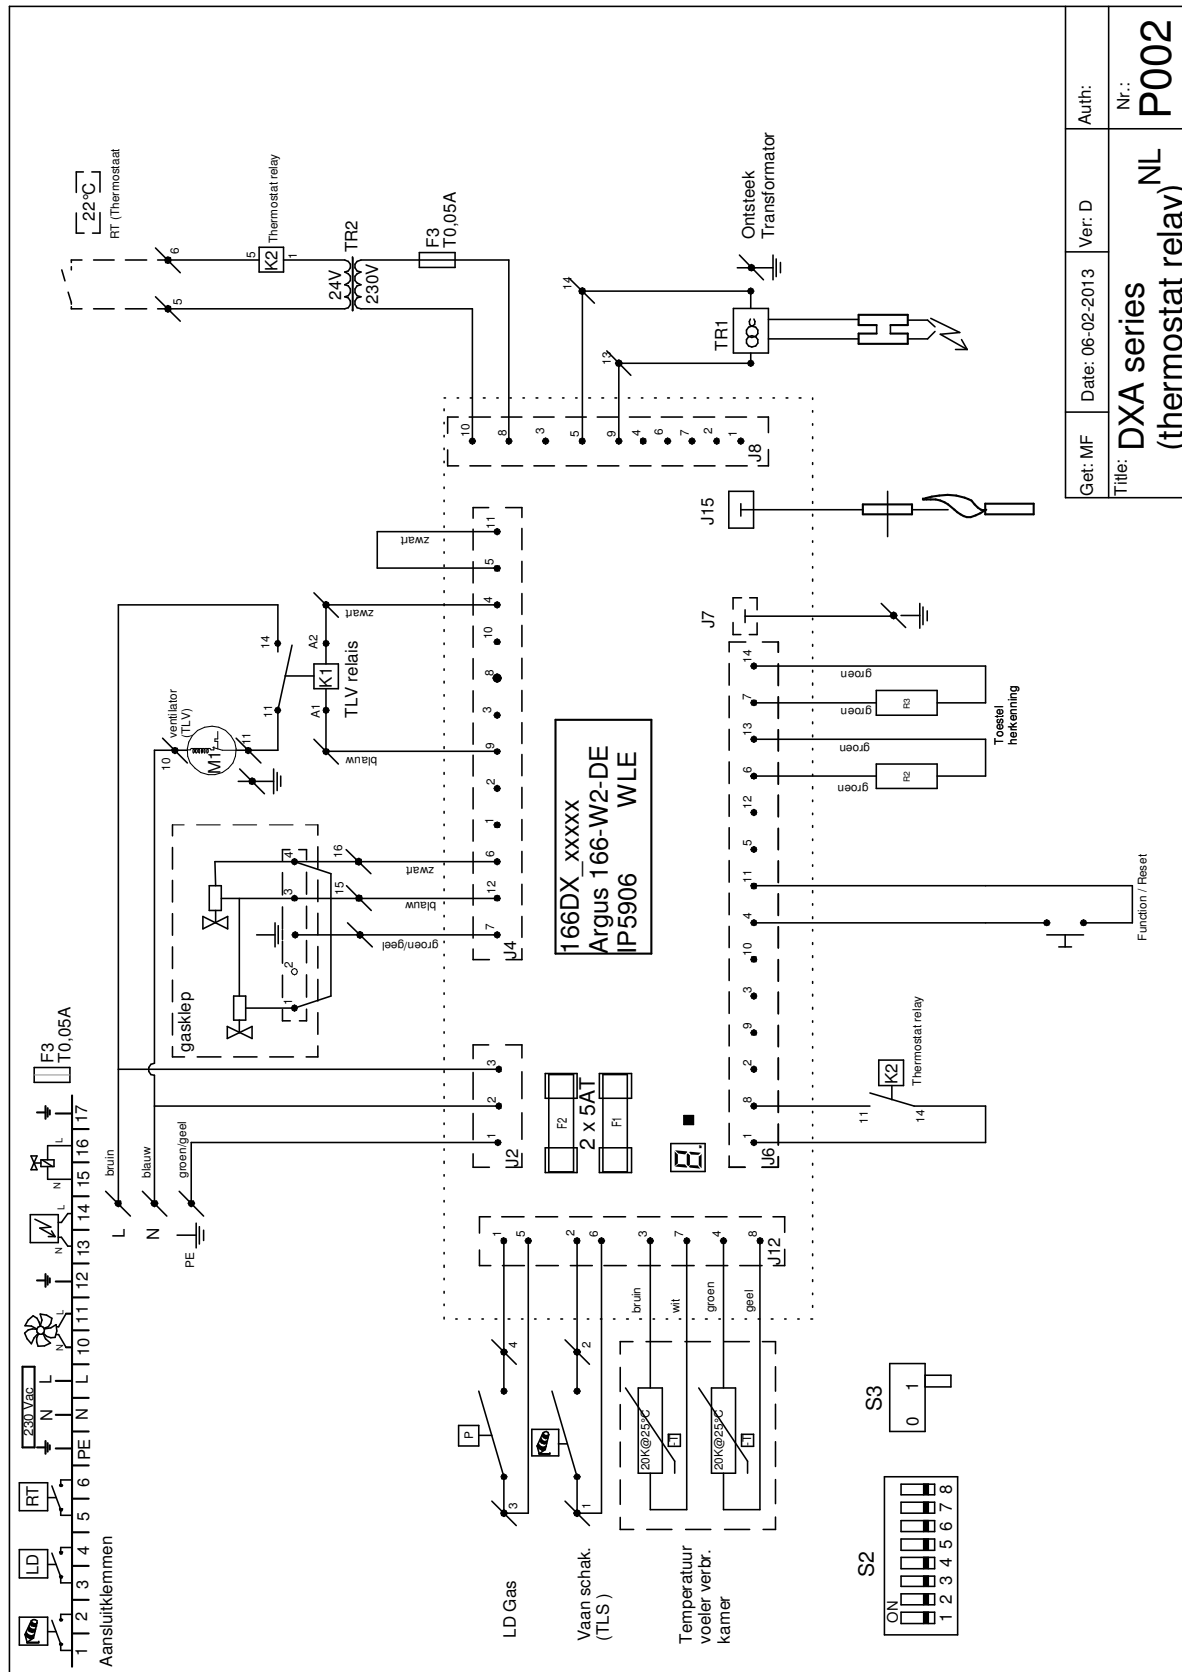 1 2 3 4 5 6 PE N L 10 11 12 13 14 15 16 17
LD
RT
230 Vac
N L
N L
N L
N L
F3
T0,05A
Aansluitklemmen
L
bruin
N
blauw
PE
groen/geel
gasklep
1 2 3 4
15 16
groen/geel
blauw
zwart
10
ventilator
(TLV)
M1
11
11 14
A1 K1 A2
TLV relais
blauw
zwart
zwart
22°C
RT (Thermostaat
5 6
5
K2
1
Thermostat relay
24V
TR2
230V
F3
T0,05A
J2
1 2 3
J4
7 12 6 1 2 9 3 8 10 4 5 11
J8
10 8 3 5 9 4 6 7 2 1
13 14
TR1
Ontsteek
Transformator
F2
2 x 5AT
F1
8.
166DX_xxxxx
Argus 166-W2-DE
IP5906 WLE
J12
1 5 2 6 3 7 4 8
LD Gas
P
3 4
Vaan schak.
(TLS )
1 2
Temperatuur
voeler verbr.
kamer
20K@25°C
20K@25°C
bruin
wit
groen
geel
J6
1 8 2 9 3 10 4 11 5 12 6 13 7 14
J7
J15
11 14
K2
Thermostat relay
Function / Reset
groen
R2
groen
groen
R3
groen
Toestel
herkenning
S2
ON
1 2 3 4 5 6 7 8
S3
0 1
Get: MF
Date: 06-02-2013
Ver: D
Auth:
Title:
DXA series
(thermostat relay)
NL
Nr.:
P002